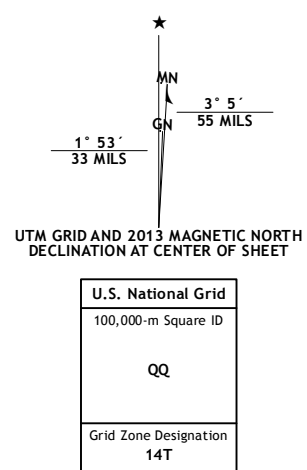 ★
MN
GN
3° 5´
55 MILS
1° 53´
33 MILS
UTM GRID AND 2013 MAGNETIC NORTH
DECLINATION AT CENTER OF SHEET
U.S. National Grid
100,000-m Square ID
QQ
Grid Zone Designation
14T